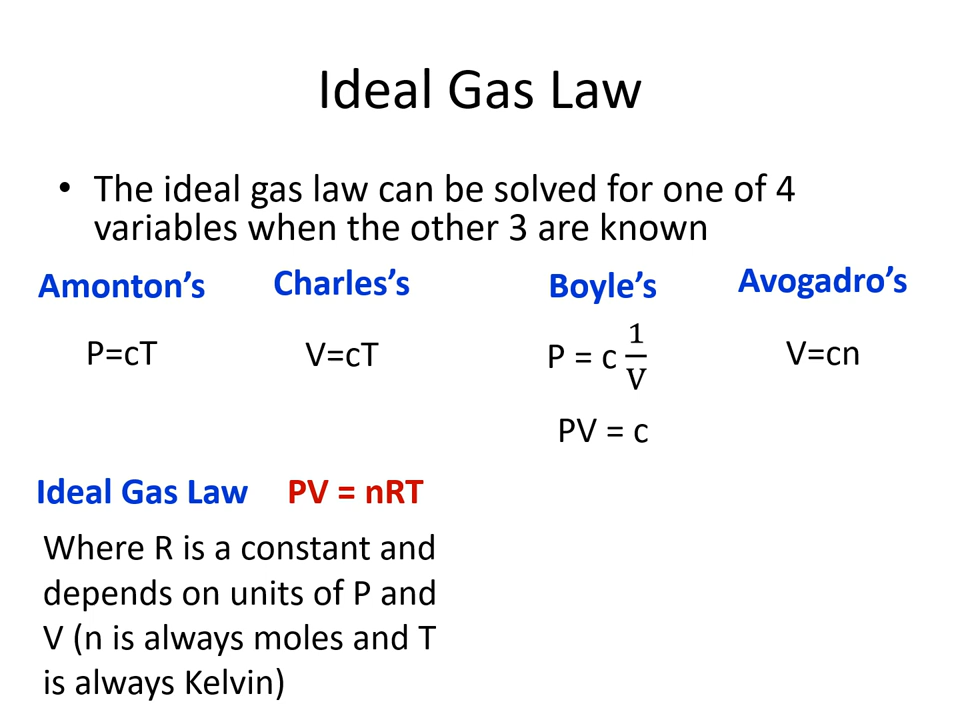 Ideal Gas Law
• The ideal gas law can be solved for one of 4
variables when the other 3 are known
Amonton’s Charles’s Boyle’s Avogadro’s
P=cT V=cT P = c 1/V V=cn
PV = c
Ideal Gas Law PV = nRT
Where R is a constant and
depends on units of P and
V (n is always moles and T
is always Kelvin)